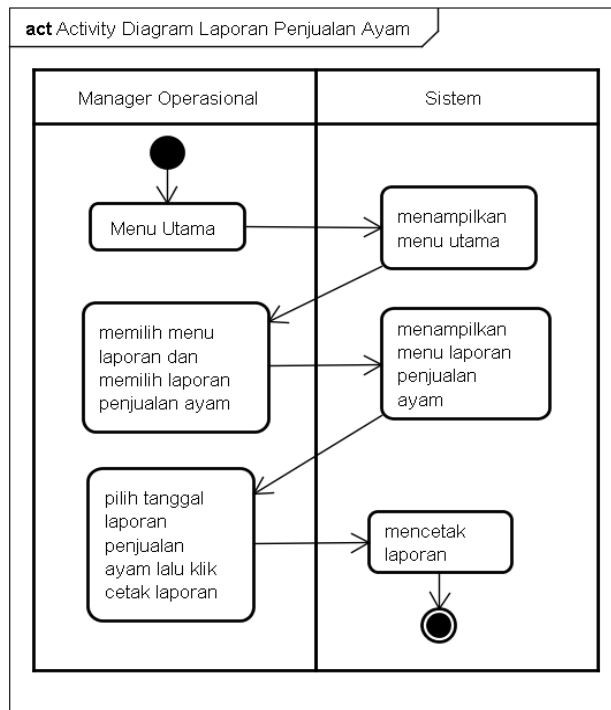 act Activity Diagram Laporan Penjualan Ayam
Manager Operasional
Sistem
Menu Utama
menampilkan
menu utama
memilih menu
laporan dan
memilih laporan
penjualan ayam
menampilkan
menu laporan
penjualan
ayam
pilih tanggal
laporan
penjualan
ayam lalu klik
cetak laporan
mencetak
laporan